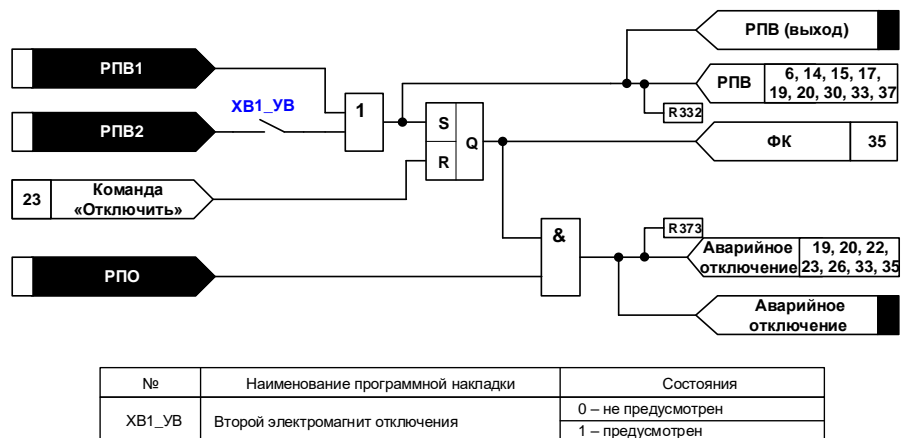 РПВ (выход)
РПВ1
РПВ
6, 14, 15, 17,
19, 20, 30, 33, 37
ХВ1_УВ
1
R332
РПВ2
S
Q
R
ФК
35
23
Команда
«Отключить»
&
R373
Аварийное
отключение
19, 20, 22,
23, 26, 33, 35
РПО
Аварийное
отключение
№
Наименование программной накладки
Состояния
ХВ1_УВ
Второй электромагнит отключения
0 – не предусмотрен
1 – предусмотрен